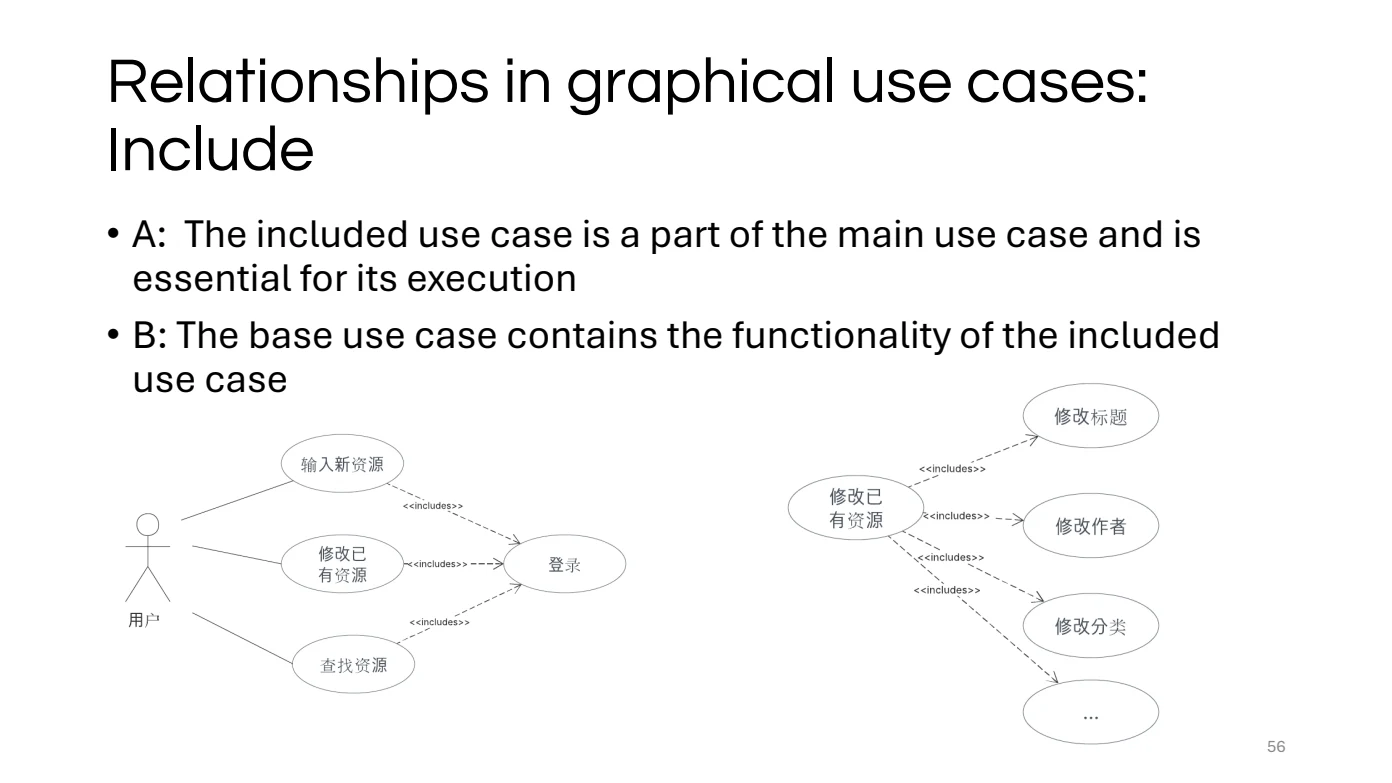 Relationships in graphical use cases:
Include
• A:  The included use case is a part of the main use case and is
essential for its execution
• B: The base use case contains the functionality of the included
use case
输入新资源
<<includes>>
修改已
有资源
<<includes>>
登录
用户
<<includes>>
查找资源
修改标题
<<includes>>
修改已
有资源
<<includes>>
修改作者
<<includes>>
<<includes>>
修改分类
...
56